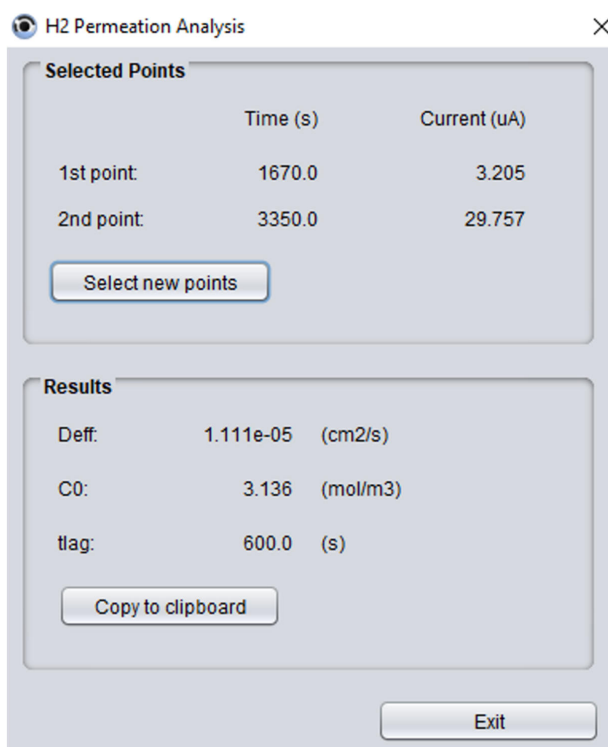 H2 Permeation Analysis
Selected Points
Time (s) Current (uA)
1st point: 1670.0 3.205
2nd point: 3350.0 29.757
Select new points
Results
Deff: 1.111e-05 (cm2/s)
C0: 3.136 (mol/m3)
tlag: 600.0 (s)
Copy to clipboard
Exit